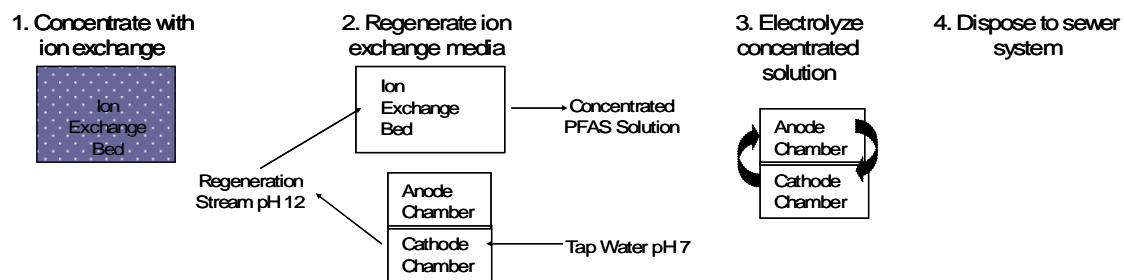 1. Concentrate with
ion exchange
Ion
Exchange
Bed
2. Regenerate ion
exchange media
Ion
Exchange
Bed
Concentrated
PFAS Solution
Regeneration
Stream pH 12
Anode
Chamber
Cathode
Chamber
Tap Water pH 7
3. Electrolyze
concentrated
solution
Anode
Chamber
Cathode
Chamber
4. Dispose to sewer
system